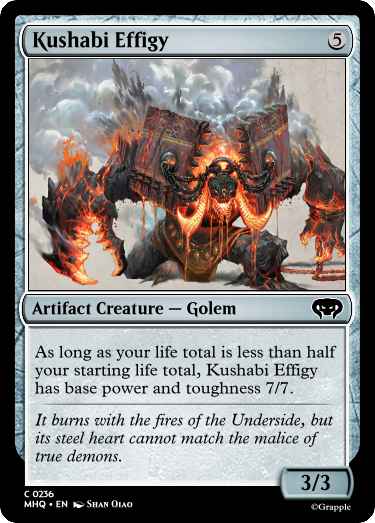 Kushabi Effigy 5
Artifact Creature — Golem
As long as your life total is less than half
your starting life total, Kushabi Effigy
has base power and toughness 7/7.
It burns with the fires of the Underside, but
its steel heart cannot match the malice of
true demons.
3/3
C 0236
MHQ • EN Shan Qiao
©Grapple